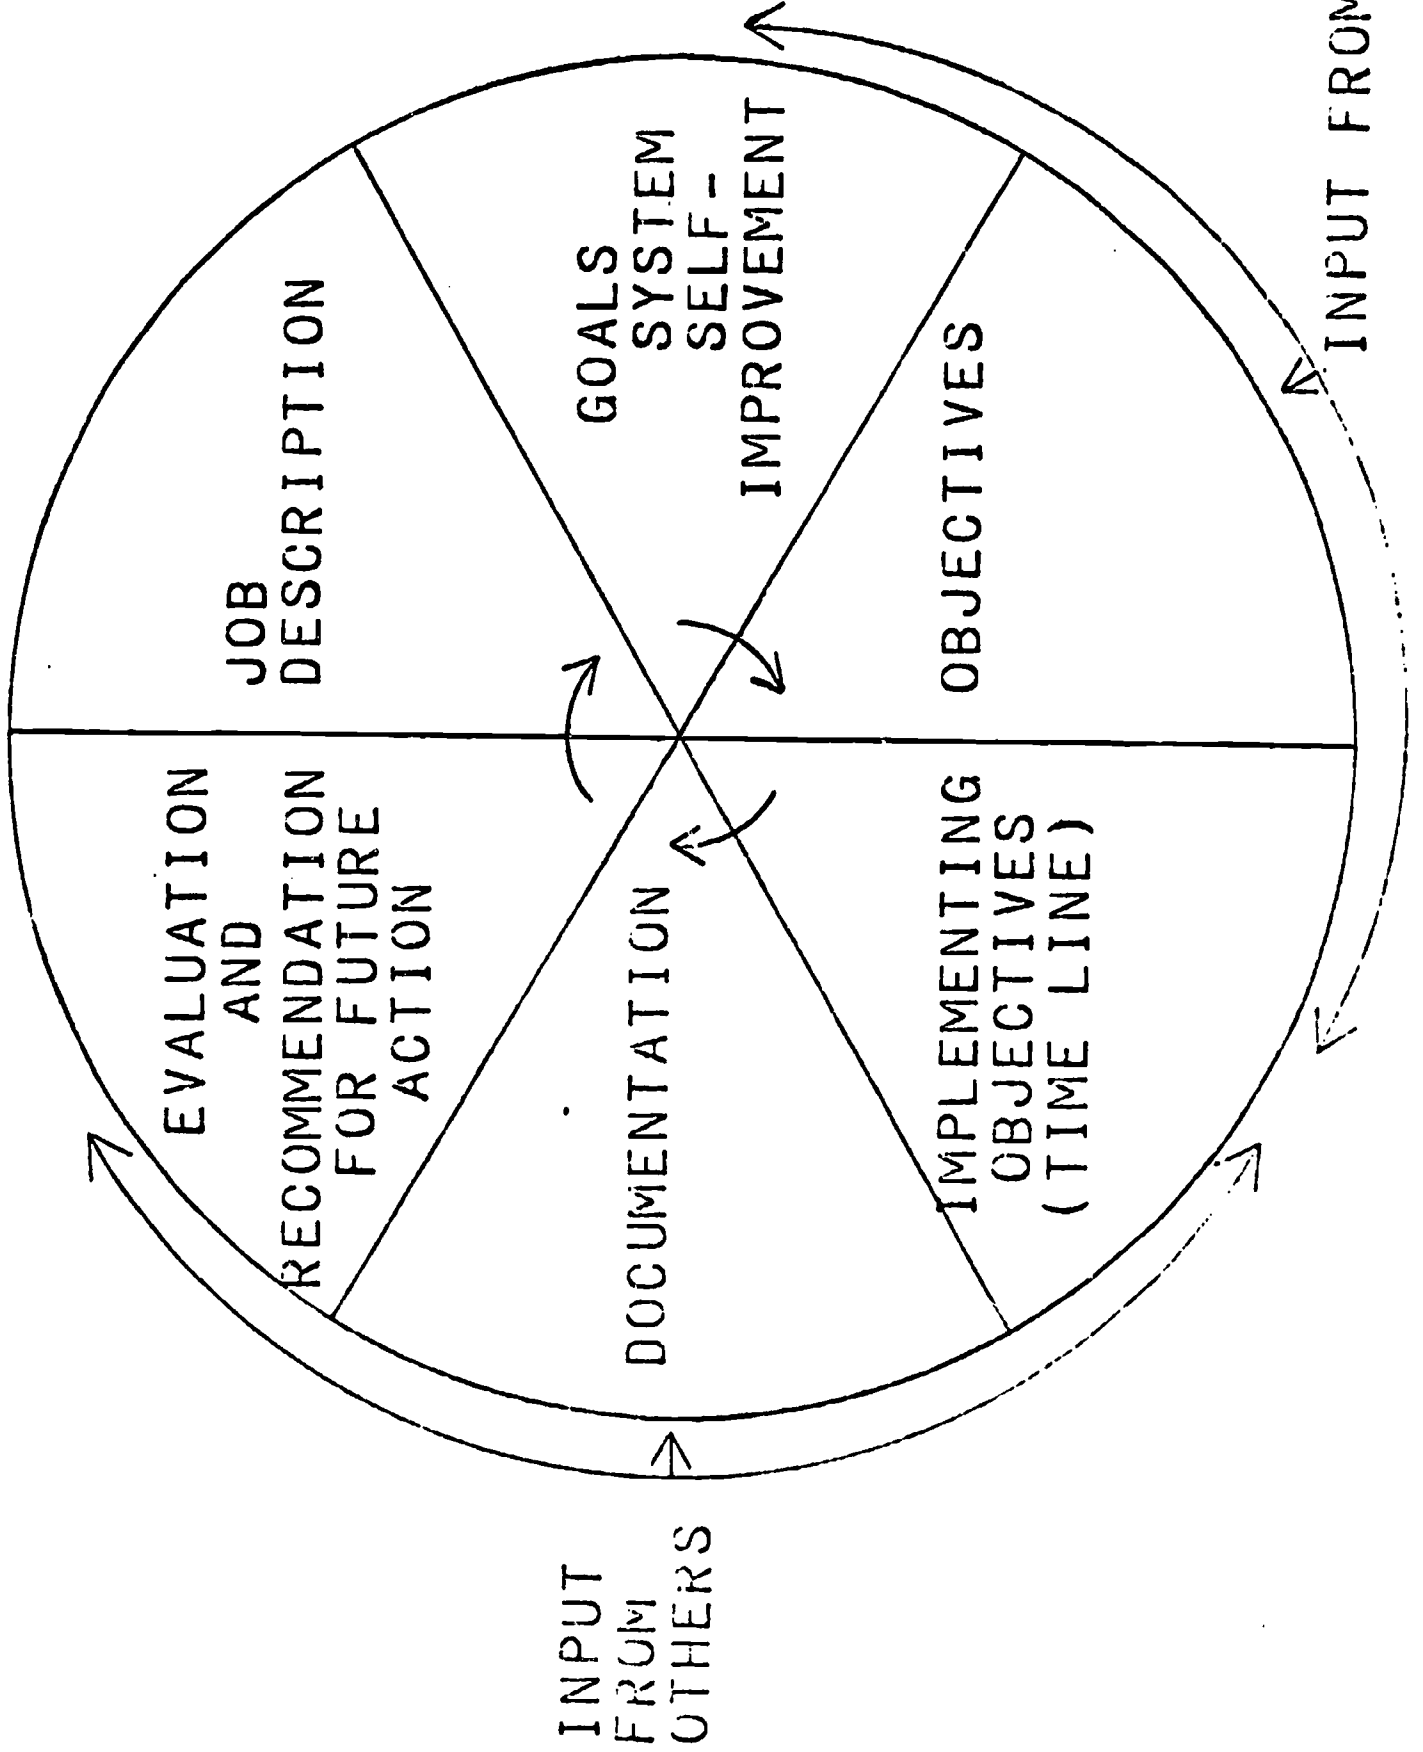 JOB
DESCRIPTION
GOALS
SYSTEM
SELF-
IMPROVEMENT
OBJECTIVES
IMPLEMENTING
OBJECTIVES
(TIME LINE)
DOCUMENTATION
EVALUATION
AND
RECOMMENDATION
FOR FUTURE
ACTION
INPUT
FROM
OTHERS
INPUT FROM